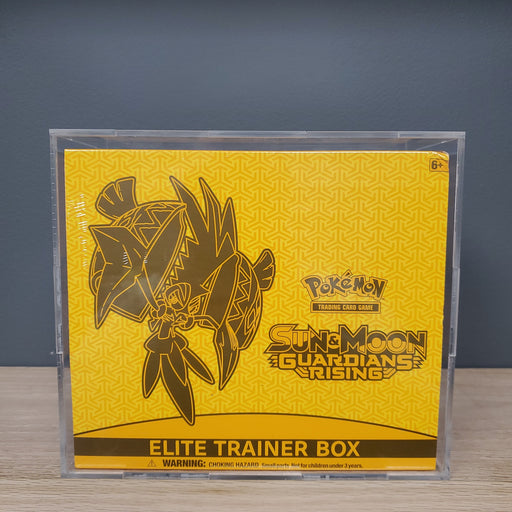 6+
POKéMON
TRADING CARD GAME
SUN & MOON
GUARDIANS
RISING
ELITE TRAINER BOX
⚠ WARNING: CHOKING HAZARD. Small parts. Not for children under 3 years.